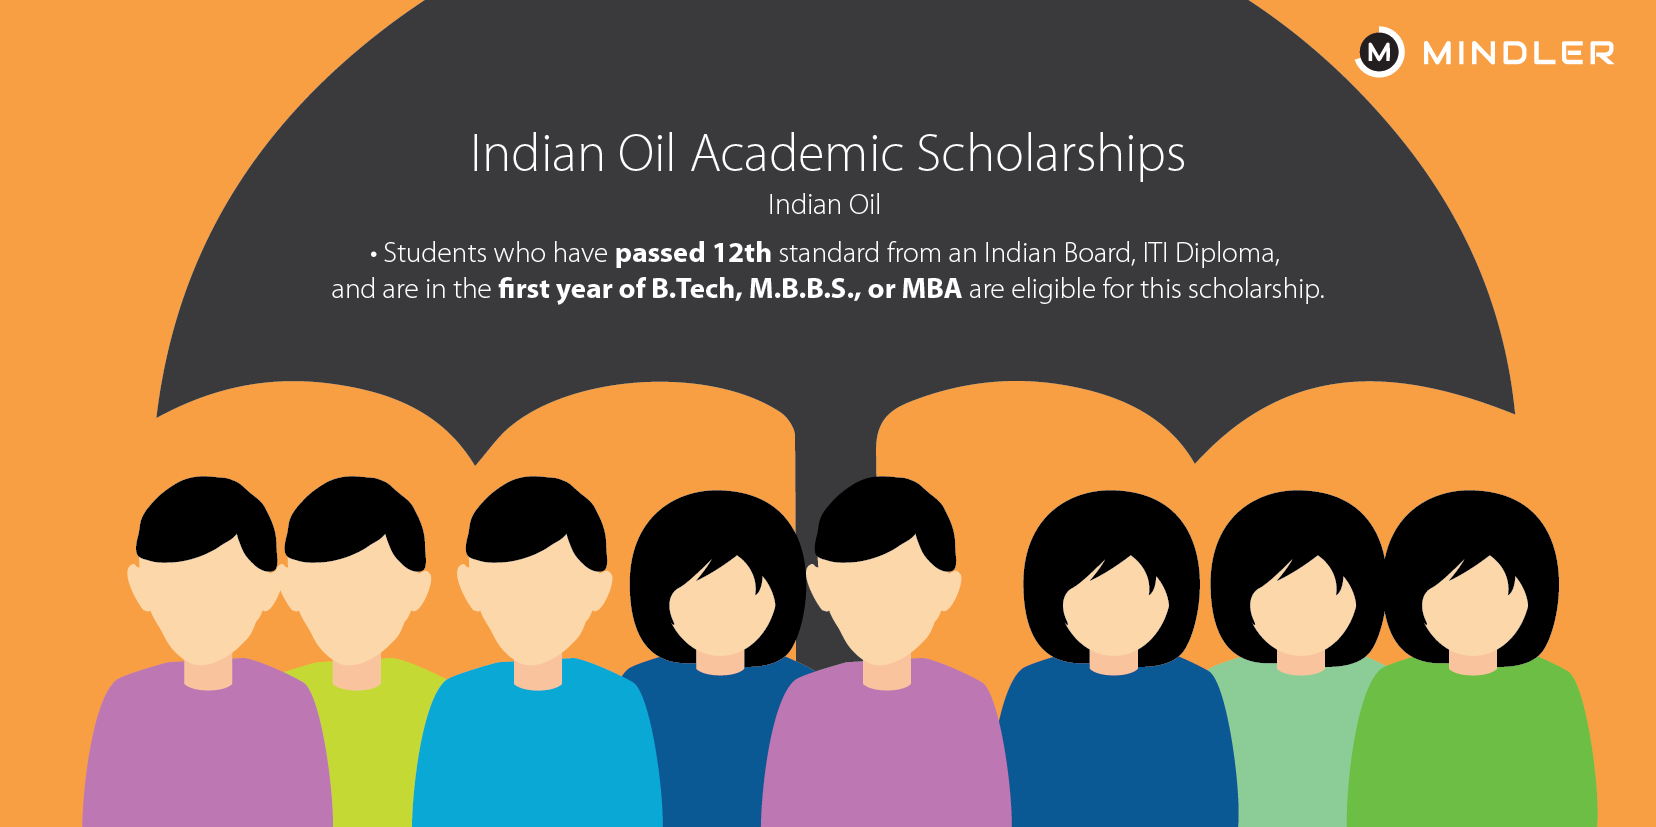 M MINDLER
Indian Oil Academic Scholarships
Indian Oil
• Students who have passed 12th standard from an Indian Board, ITI Diploma,
and are in the first year of B.Tech, M.B.B.S., or MBA are eligible for this scholarship.